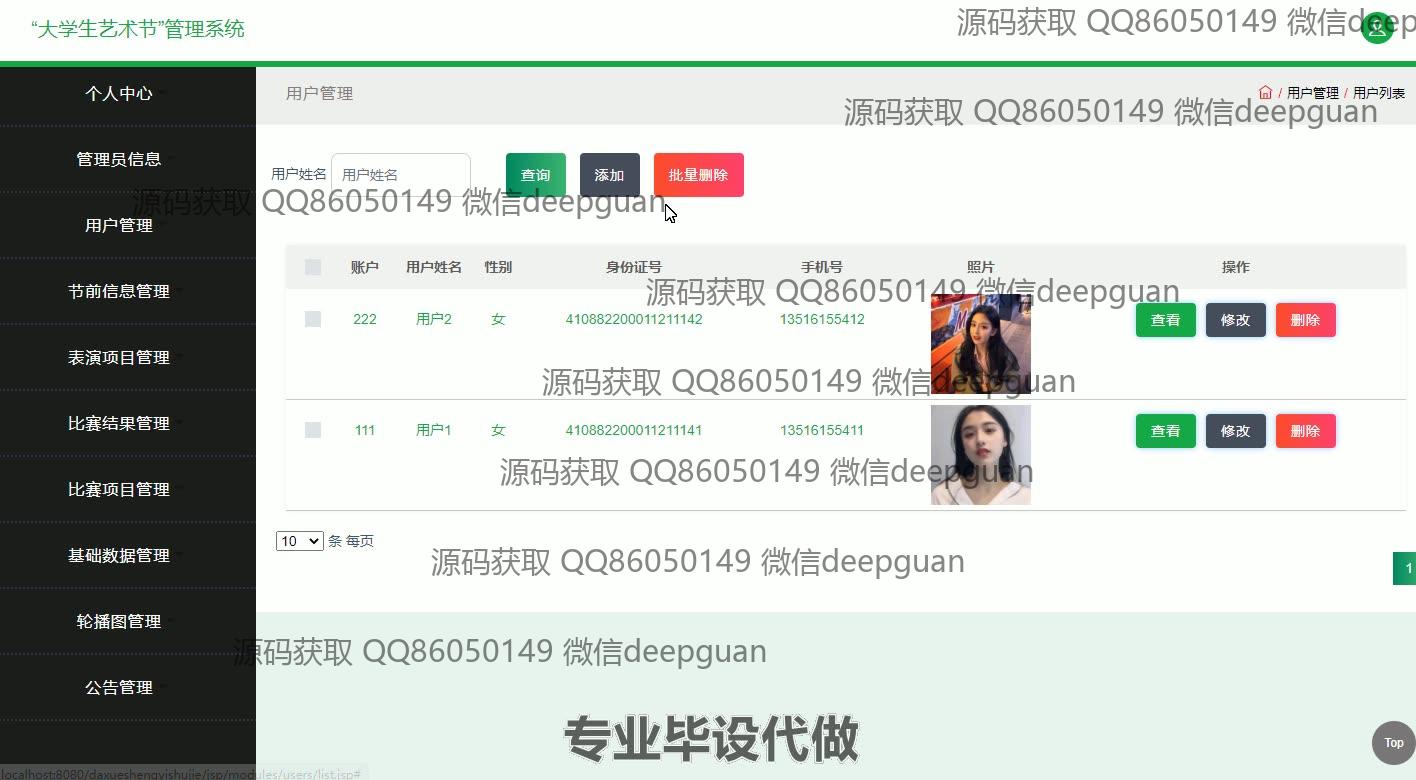 “大学生艺术节”管理系统
源码获取 QQ86050149 微信deepguan
个人中心
用户管理
/ 用户管理 / 用户列表
源码获取 QQ86050149 微信deepguan
管理员信息
用户姓名 用户姓名 查询 添加 批量删除
源码获取 QQ86050149 微信deepguan
用户管理
账户 用户姓名 性别 身份证号 手机号 照片 操作
节前信息管理
源码获取 QQ86050149 微信deepguan
222 用户2 女 410882200011211142 13516155412 查看 修改 删除
表演项目管理
源码获取 QQ86050149 微信deepguan
比赛结果管理
111 用户1 女 410882200011211141 13516155411 查看 修改 删除
源码获取 QQ86050149 微信deepguan
比赛项目管理
10 条 每页
基础数据管理
源码获取 QQ86050149 微信deepguan
1
轮播图管理
源码获取 QQ86050149 微信deepguan
公告管理
专业毕设代做
Top
localhost:8080/daxueshengyishujie/jsp/modules/users/list.jsp#